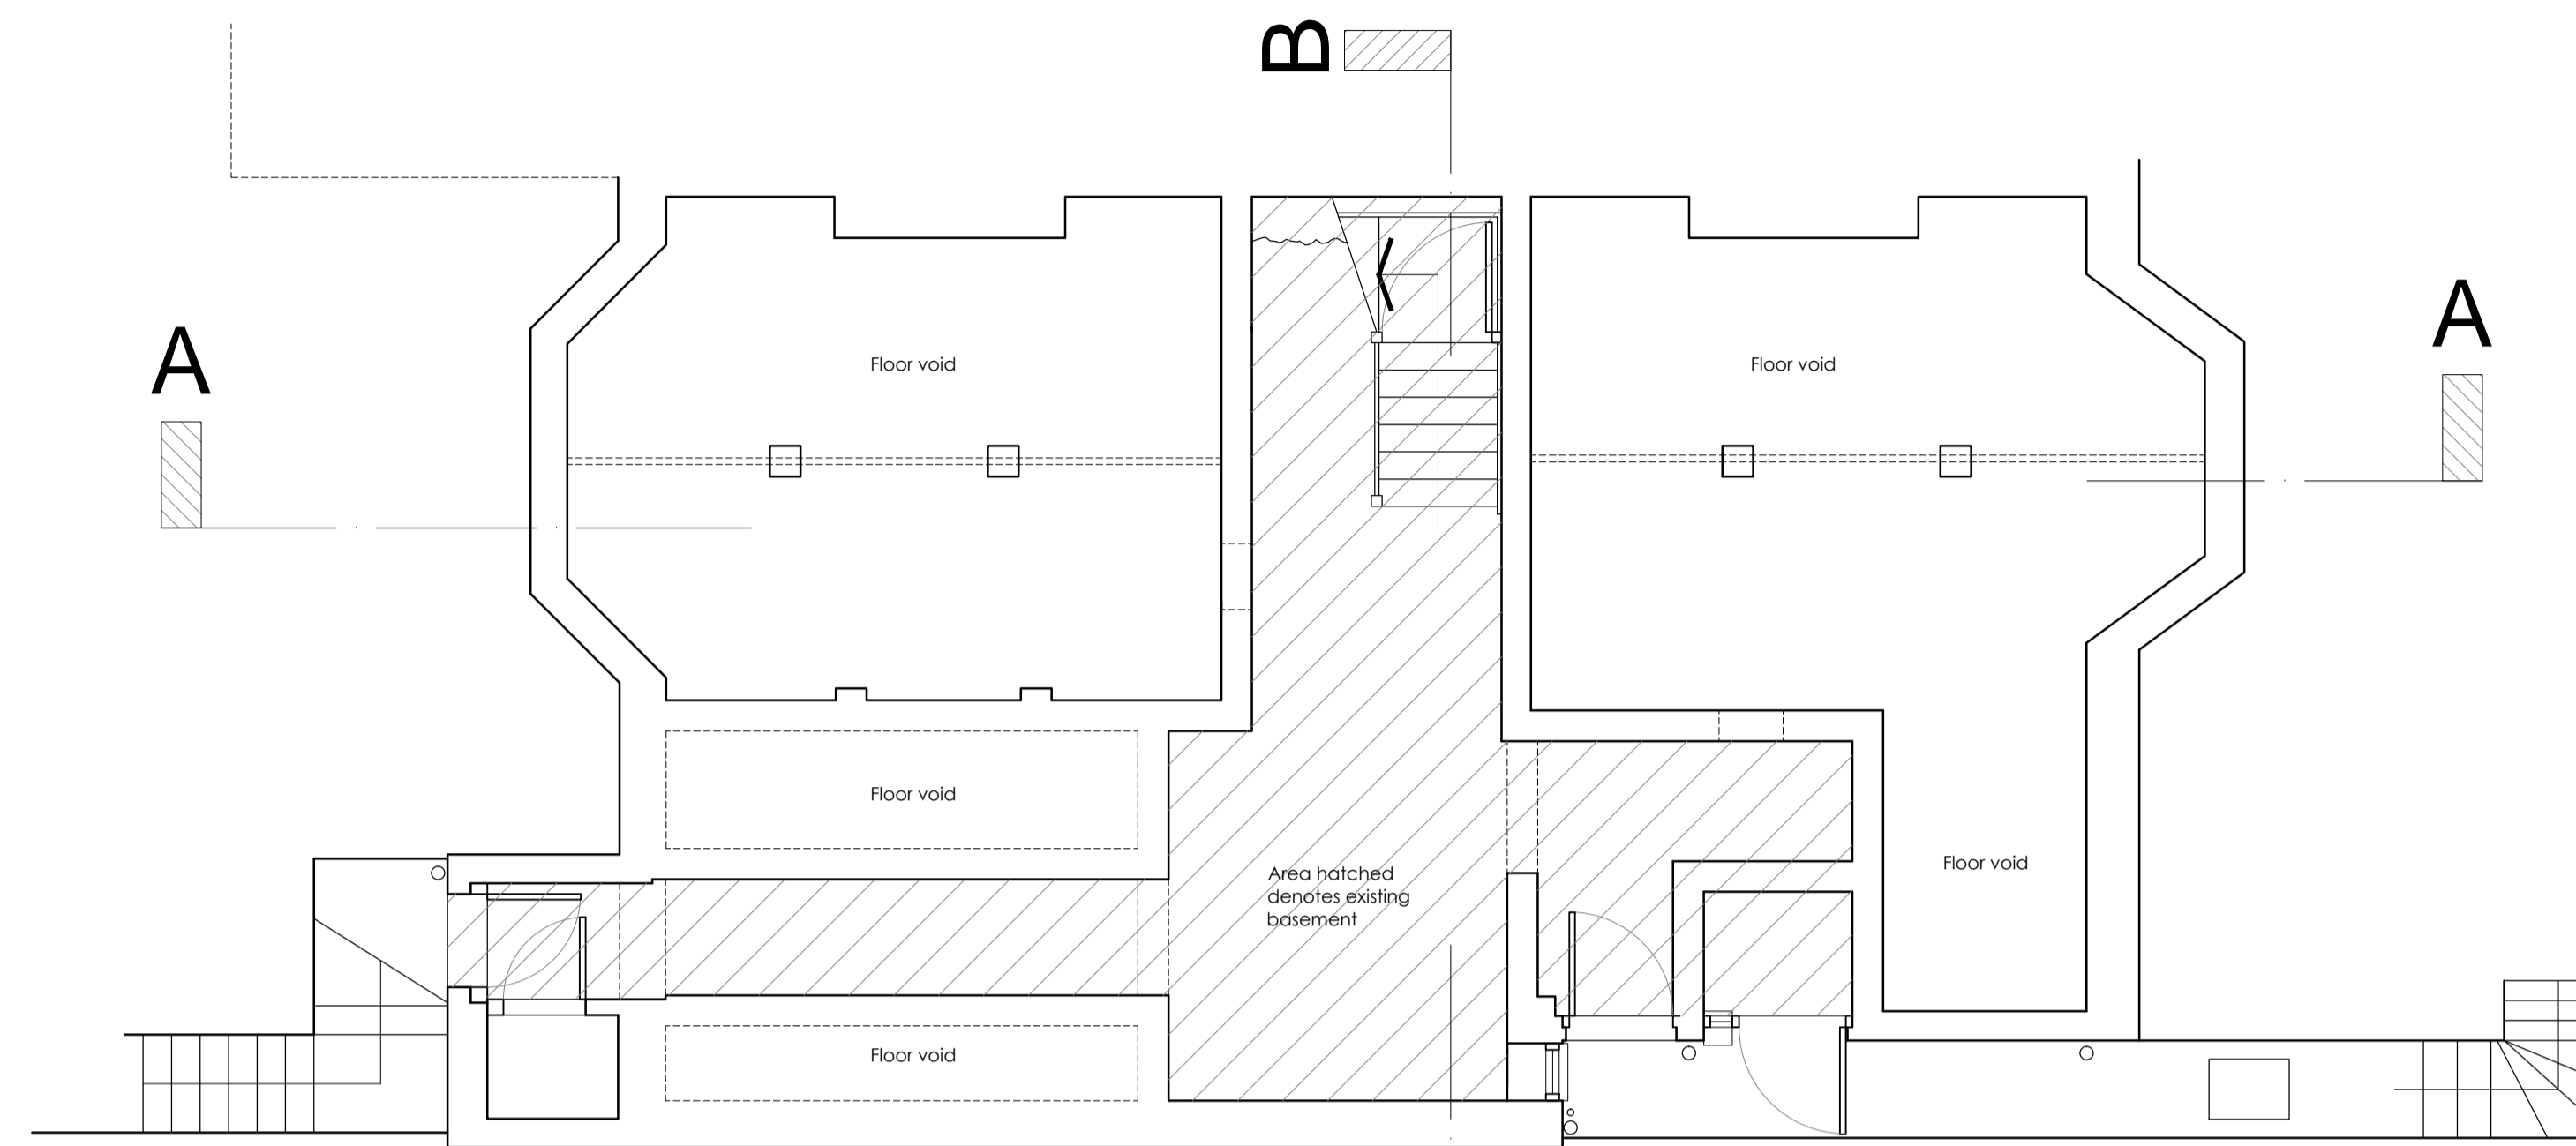 B
A
A
Floor void
Floor void
Floor void
Floor void
Area hatched
denotes existing
basement
Floor void